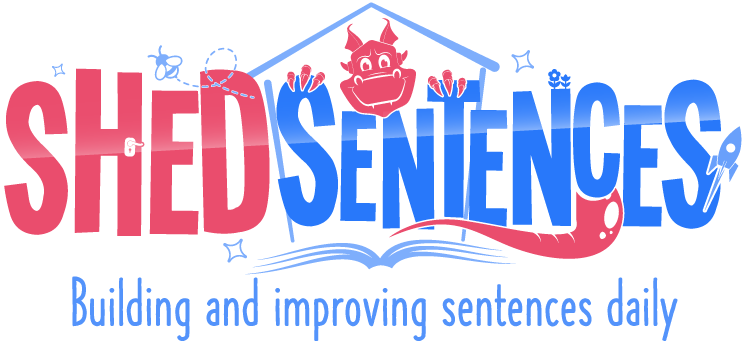 SHED SENTENCES
Building and improving sentences daily